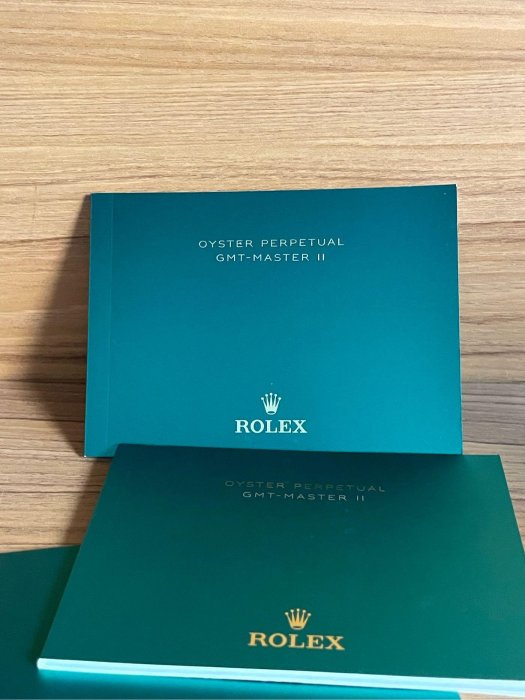 OYSTER PERPETUAL
GMT-MASTER II
ROLEX
OYSTER PERPETUAL
GMT-MASTER II
ROLEX